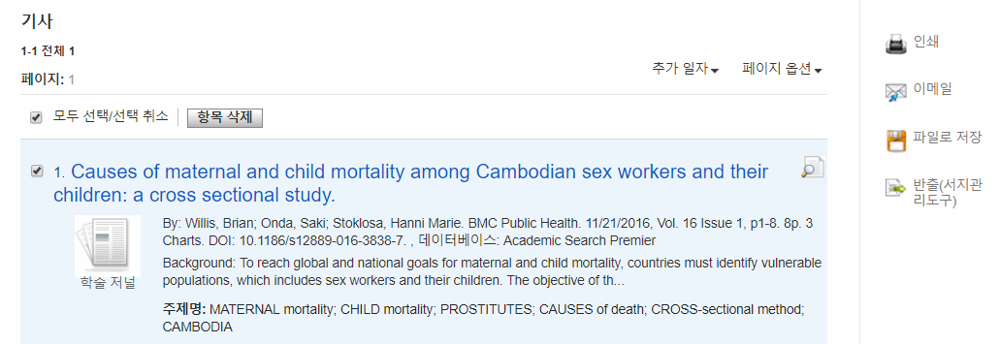 기사
1-1 전체 1
페이지: 1
추가 일자 페이지 옵션
모두 선택/선택 취소 항목 삭제
1. Causes of maternal and child mortality among Cambodian sex workers and their
children: a cross sectional study.
학술 저널
By: Willis, Brian; Onda, Saki; Stoklosa, Hanni Marie. BMC Public Health. 11/21/2016, Vol. 16 Issue 1, p1-8. 8p. 3
Charts. DOI: 10.1186/s12889-016-3838-7. , 데이터베이스: Academic Search Premier
Background: To reach global and national goals for maternal and child mortality, countries must identify vulnerable
populations, which includes sex workers and their children. The objective of th...
주제명: MATERNAL mortality; CHILD mortality; PROSTITUTES; CAUSES of death; CROSS-sectional method;
CAMBODIA
인쇄
이메일
파일로 저장
반출(서지관
리도구)